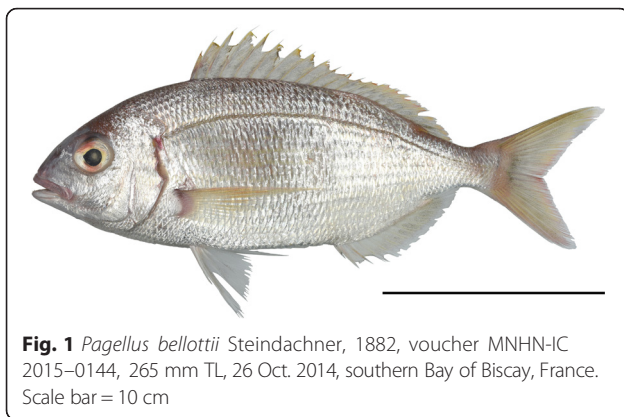 Fig. 1 Pagellus bellottii Steindachner, 1882, voucher MNHN-IC
2015–0144, 265 mm TL, 26 Oct. 2014, southern Bay of Biscay, France.
Scale bar = 10 cm